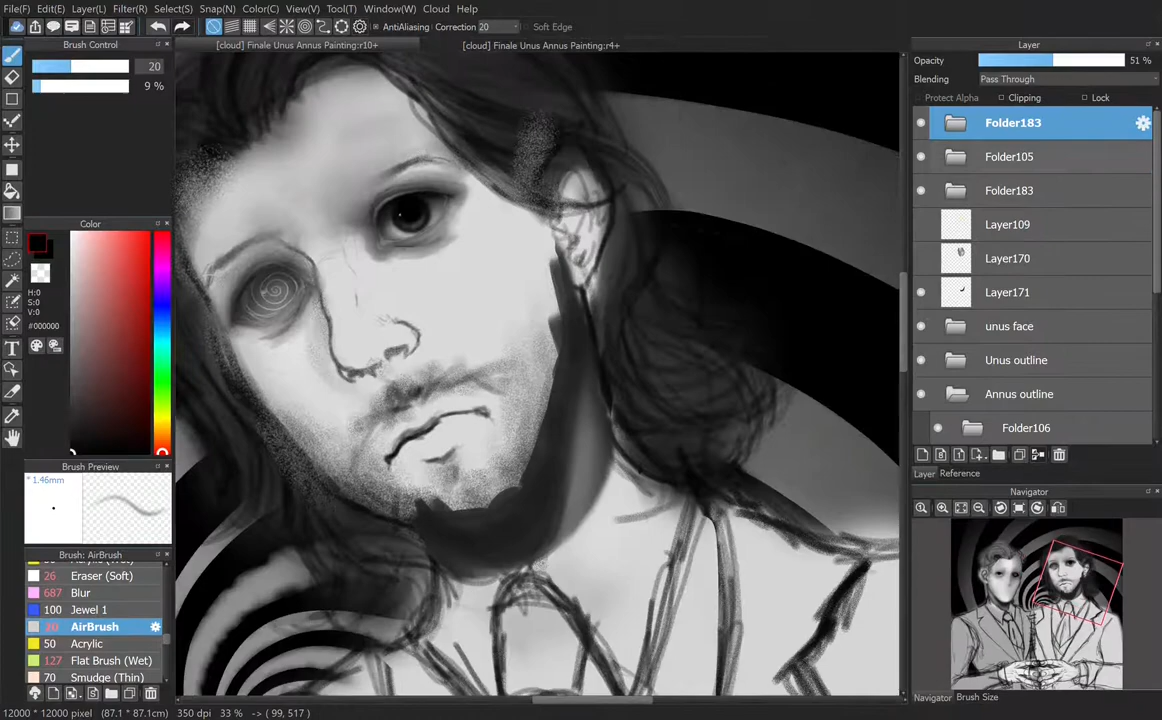 File(F) Edit(E) Layer(L) Filter(R) Select(S) Snap(N) Color(C) View(V) Tool(T) Window(W) Cloud Help
AntiAliasing Correction 20 Soft Edge
Brush Control
[cloud] Finale Unus Annus Painting:r10+
[cloud] Finale Unus Annus Painting:r4+
Layer
20
9 %
Opacity 51 %
Blending Pass Through
Protect Alpha Clipping Lock
Folder183
Folder105
Folder183
Layer109
Layer170
Layer171
unus face
Unus outline
Annus outline
Folder106
Layer Reference
Navigator
Navigator Brush Size
Color
H:0
S:0
V:0
#000000
Brush Preview
* 1.46mm
Brush: AirBrush
26 Eraser (Soft)
687 Blur
100 Jewel 1
20 AirBrush
50 Acrylic
127 Flat Brush (Wet)
70 Smudge (Thin)
12000 * 12000 pixel (87.1 * 87.1cm) 350 dpi 33 % -> ( 99, 517 )